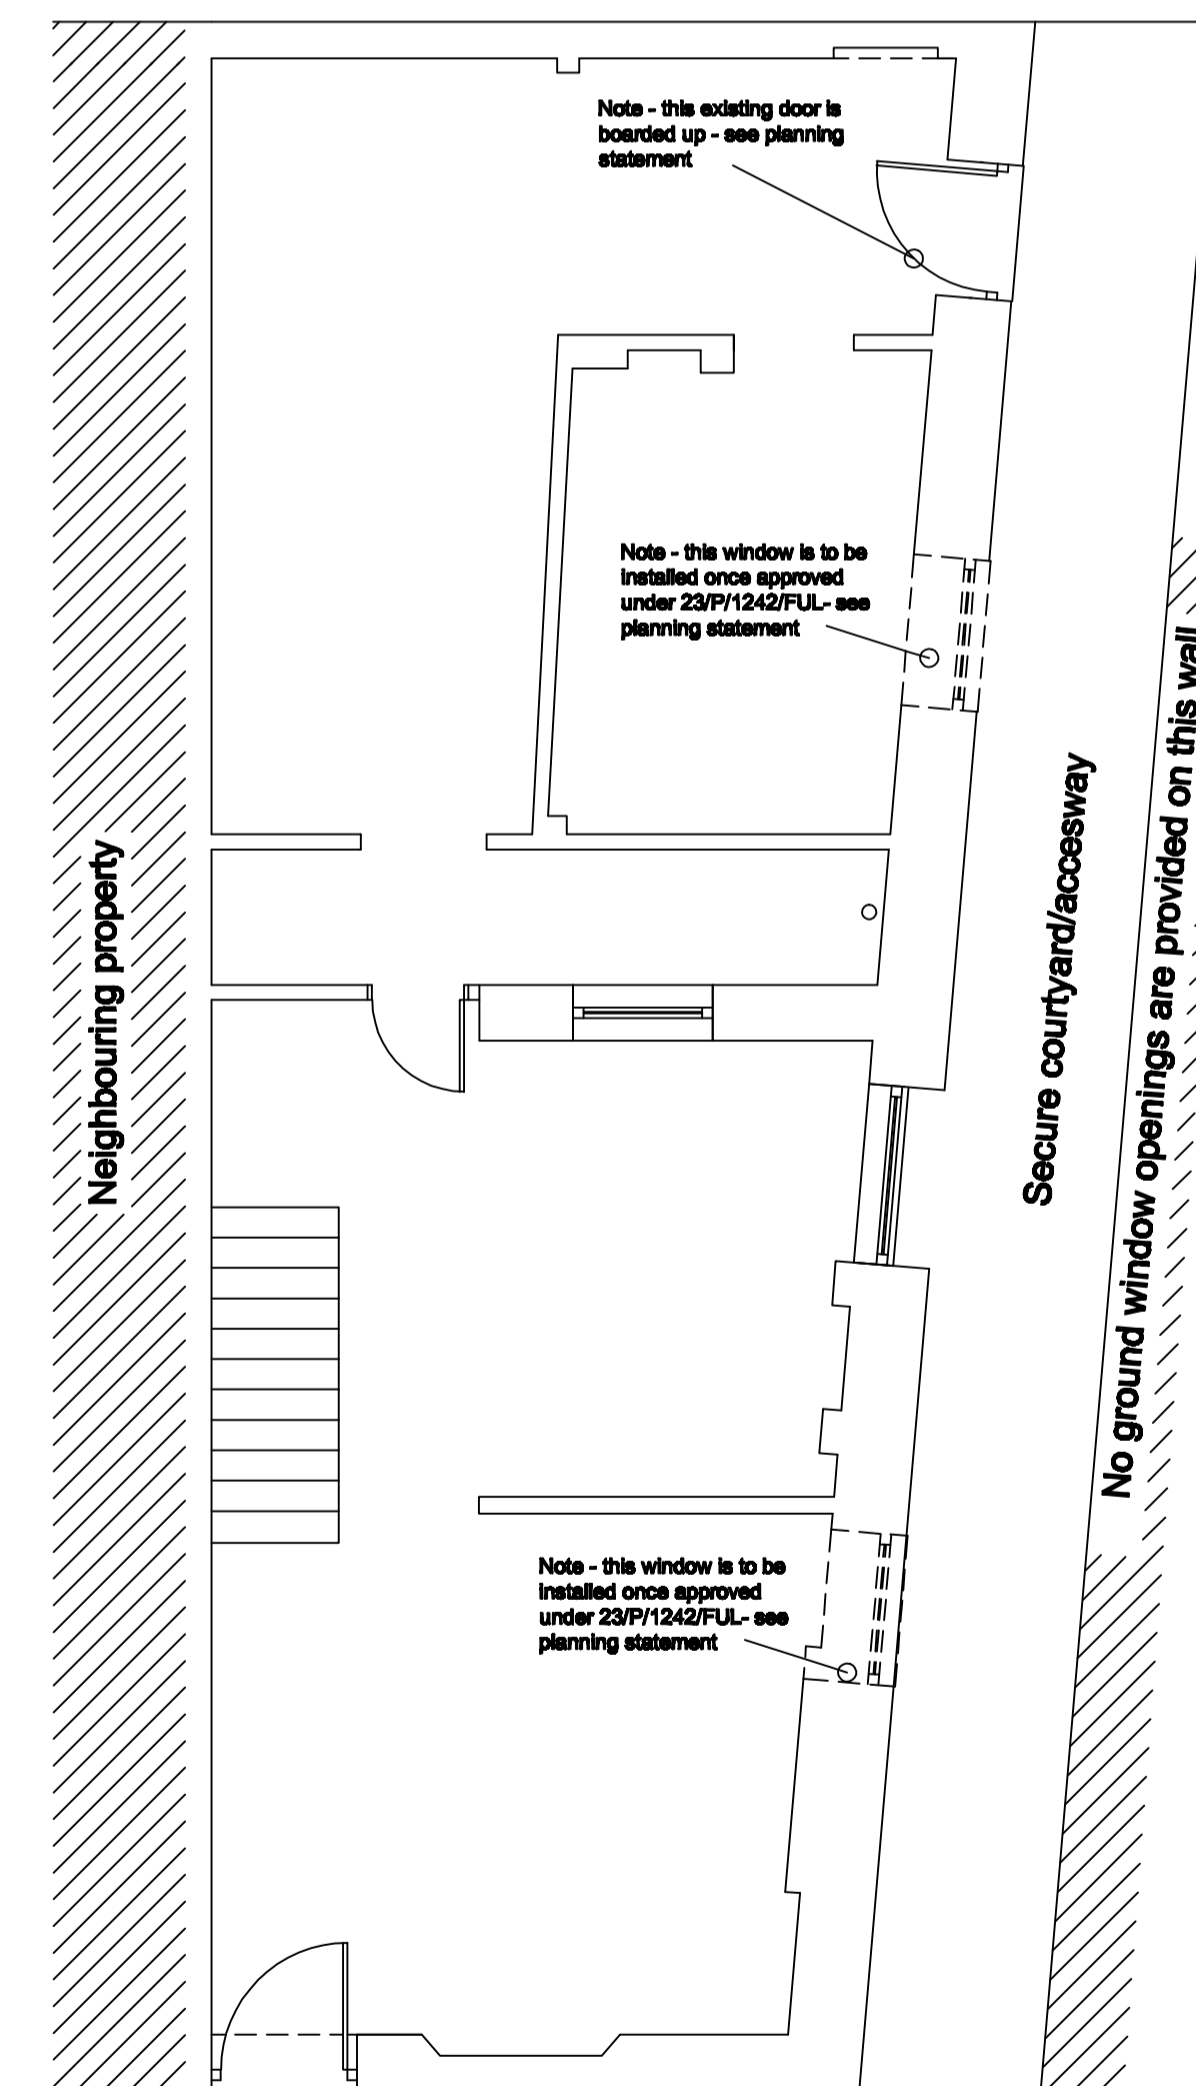 Note - this existing door is
boarded up - see planning
statement
Note - this window is to be
installed once approved
under 23/P/1242/FUL- see
planning statement
Neighbouring property
Secure courtyard/accesway
No ground window openings are provided on this wall
Note - this window is to be
installed once approved
under 23/P/1242/FUL- see
planning statement